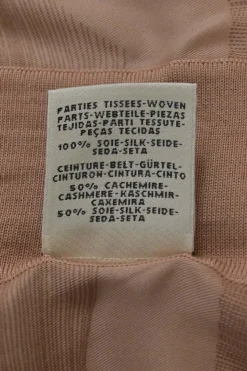 PARTIES TISSEES-WOVEN
PARTS-WEBTEILE-PIEZAS
TEJIDAS-PARTI TESSUTE-
PEÇAS TECIDAS
100% SOIE-SILK-SEIDE-
SEDA-SETA
CEINTURE-BELT-GÜRTEL-
CINTURON-CINTURA-CINTO
50% CACHEMIRE-
CASHMERE-KASCHMIR-
CAXEMIRA
50% SOIE-SILK-SEIDE-
SEDA-SETA